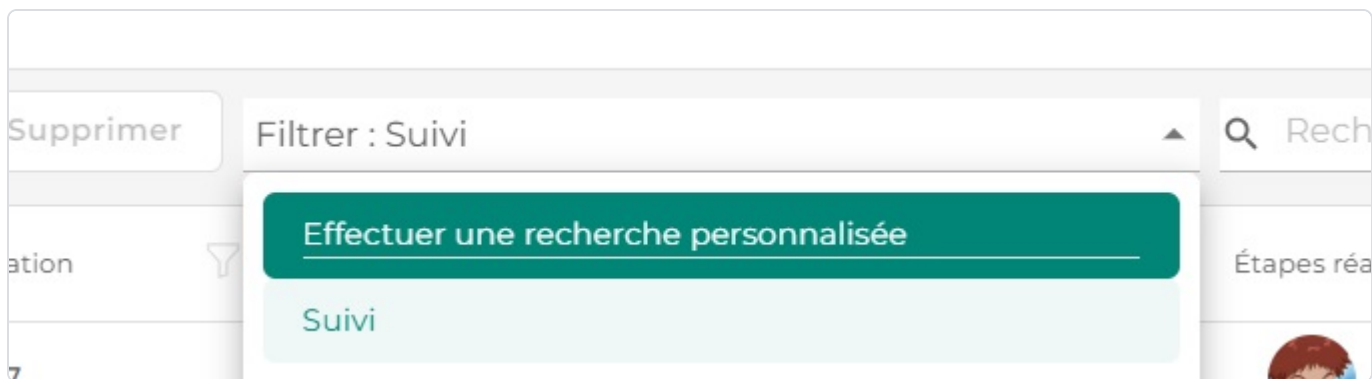 Supprimer
Filtrer : Suivi
Rech
Effectuer une recherche personnalisée
ation
Étapes réa
Suivi
7